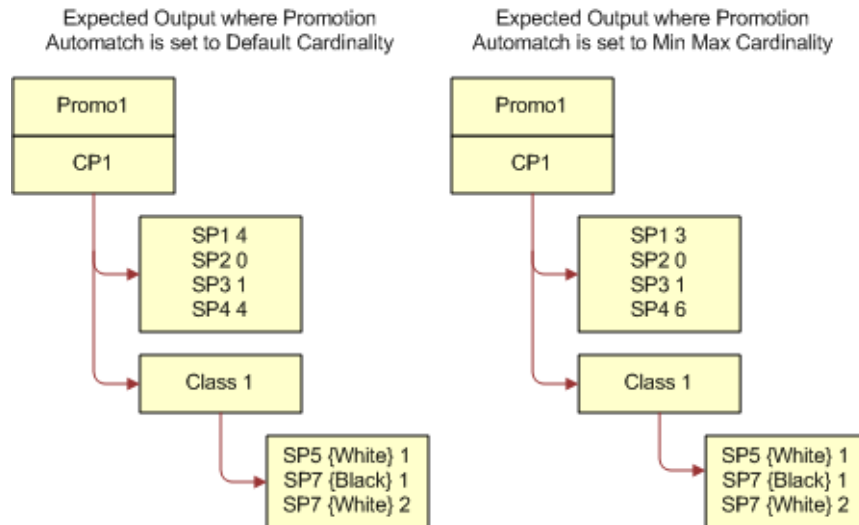 Expected Output where Promotion
Automatch is set to Default Cardinality
Promo1
CP1
SP1 4
SP2 0
SP3 1
SP4 4
Class 1
SP5 {White} 1
SP7 {Black} 1
SP7 {White} 2
Expected Output where Promotion
Automatch is set to Min Max Cardinality
Promo1
CP1
SP1 3
SP2 0
SP3 1
SP4 6
Class 1
SP5 {White} 1
SP7 {Black} 1
SP7 {White} 2